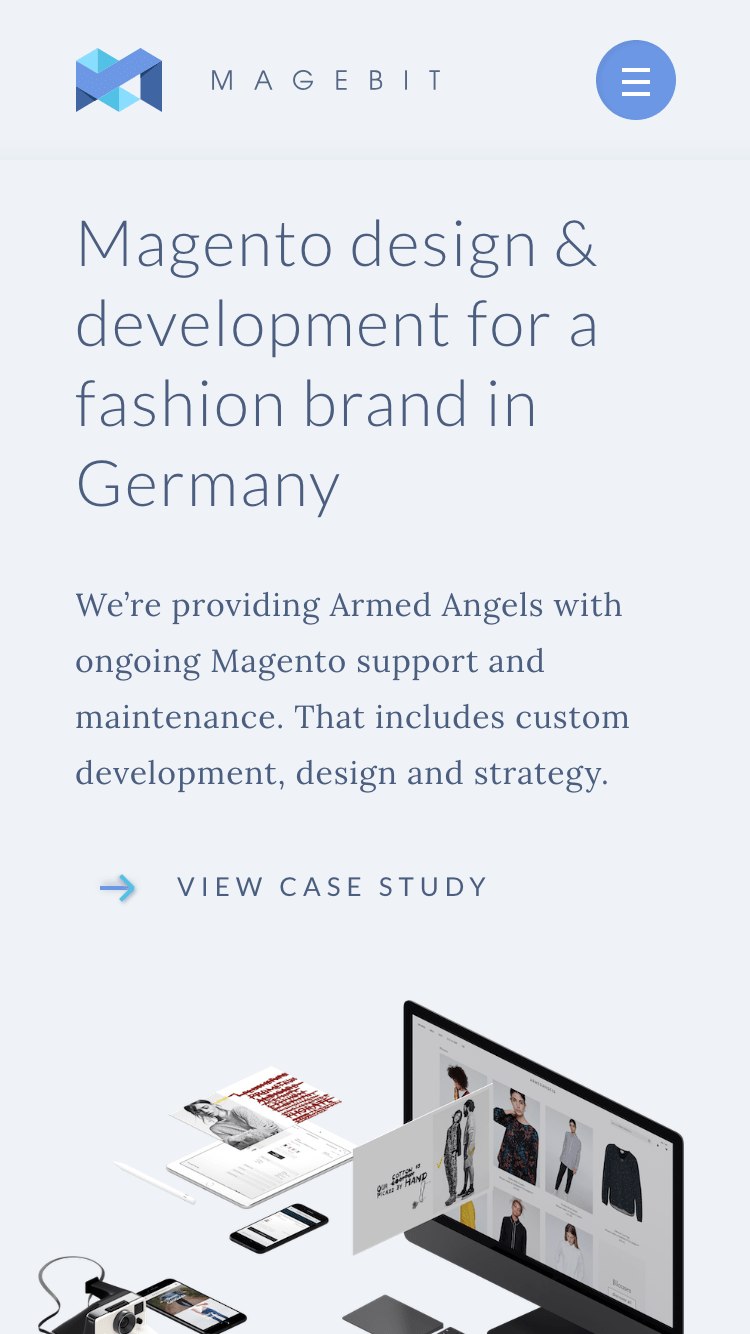 MAGEBIT
Magento design &
development for a
fashion brand in
Germany
We’re providing Armed Angels with
ongoing Magento support and
maintenance. That includes custom
development, design and strategy.
VIEW CASE STUDY
OUR COTTON IS
PICKED BY HAND
Blouses